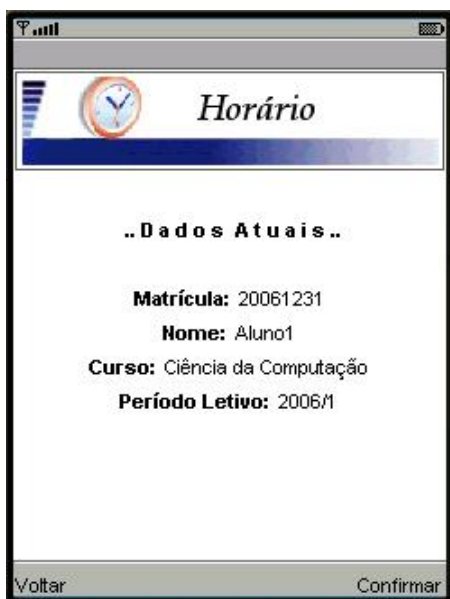 Horário
..Dados Atuais..
Matrícula: 20061231
Nome: Aluno1
Curso: Ciência da Computação
Período Letivo: 2006/1
Voltar Confirmar